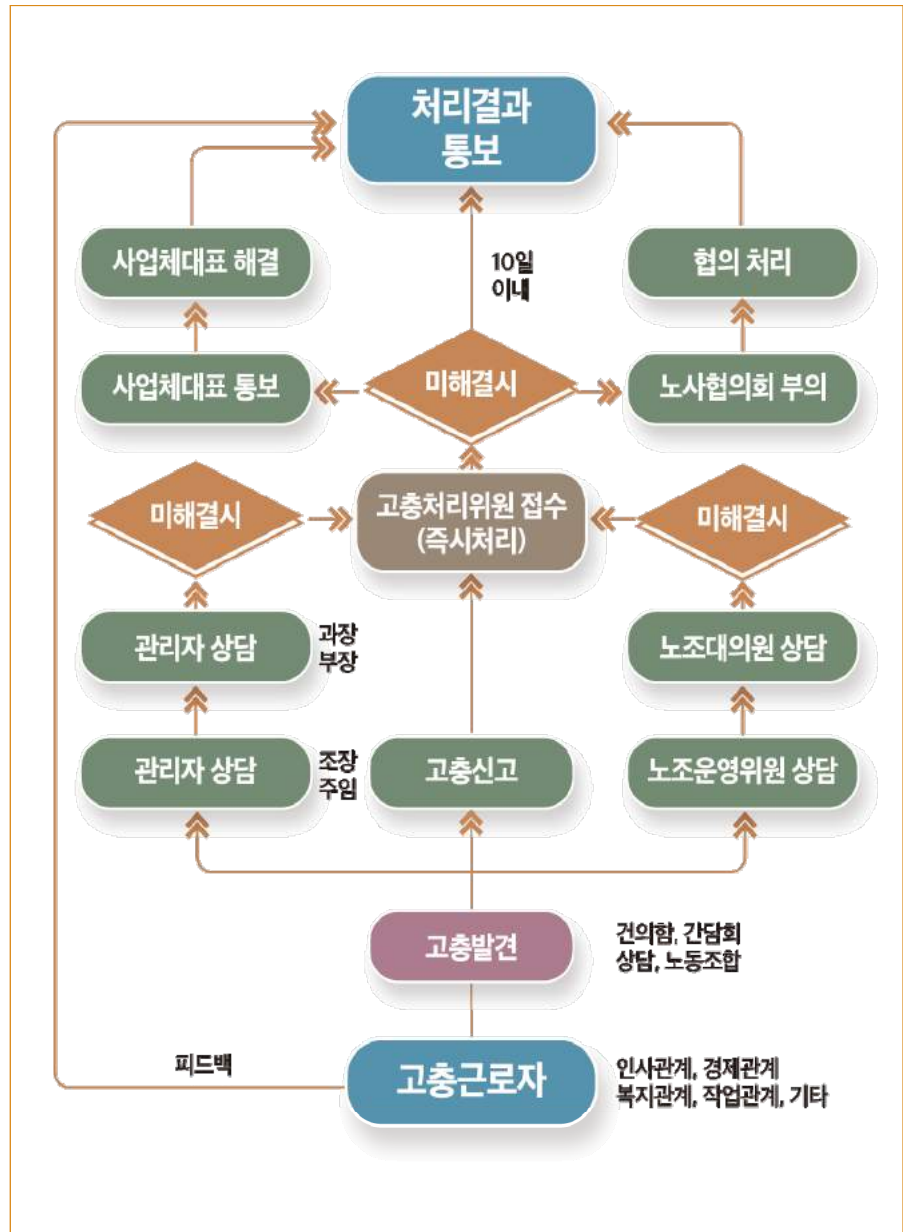 처리결과
통보
사업체대표 해결
10일
이내
협의 처리
사업체대표 통보
미해결시
노사협의회 부의
미해결시
고충처리위원 접수
(즉시처리)
미해결시
관리자 상담
과장
부장
노조대의원 상담
관리자 상담
조장
주임
고충신고
노조운영위원 상담
고충발견
건의함, 간담회
상담, 노동조합
피드백
고충근로자
인사관계, 경제관계
복지관계, 작업관계, 기타